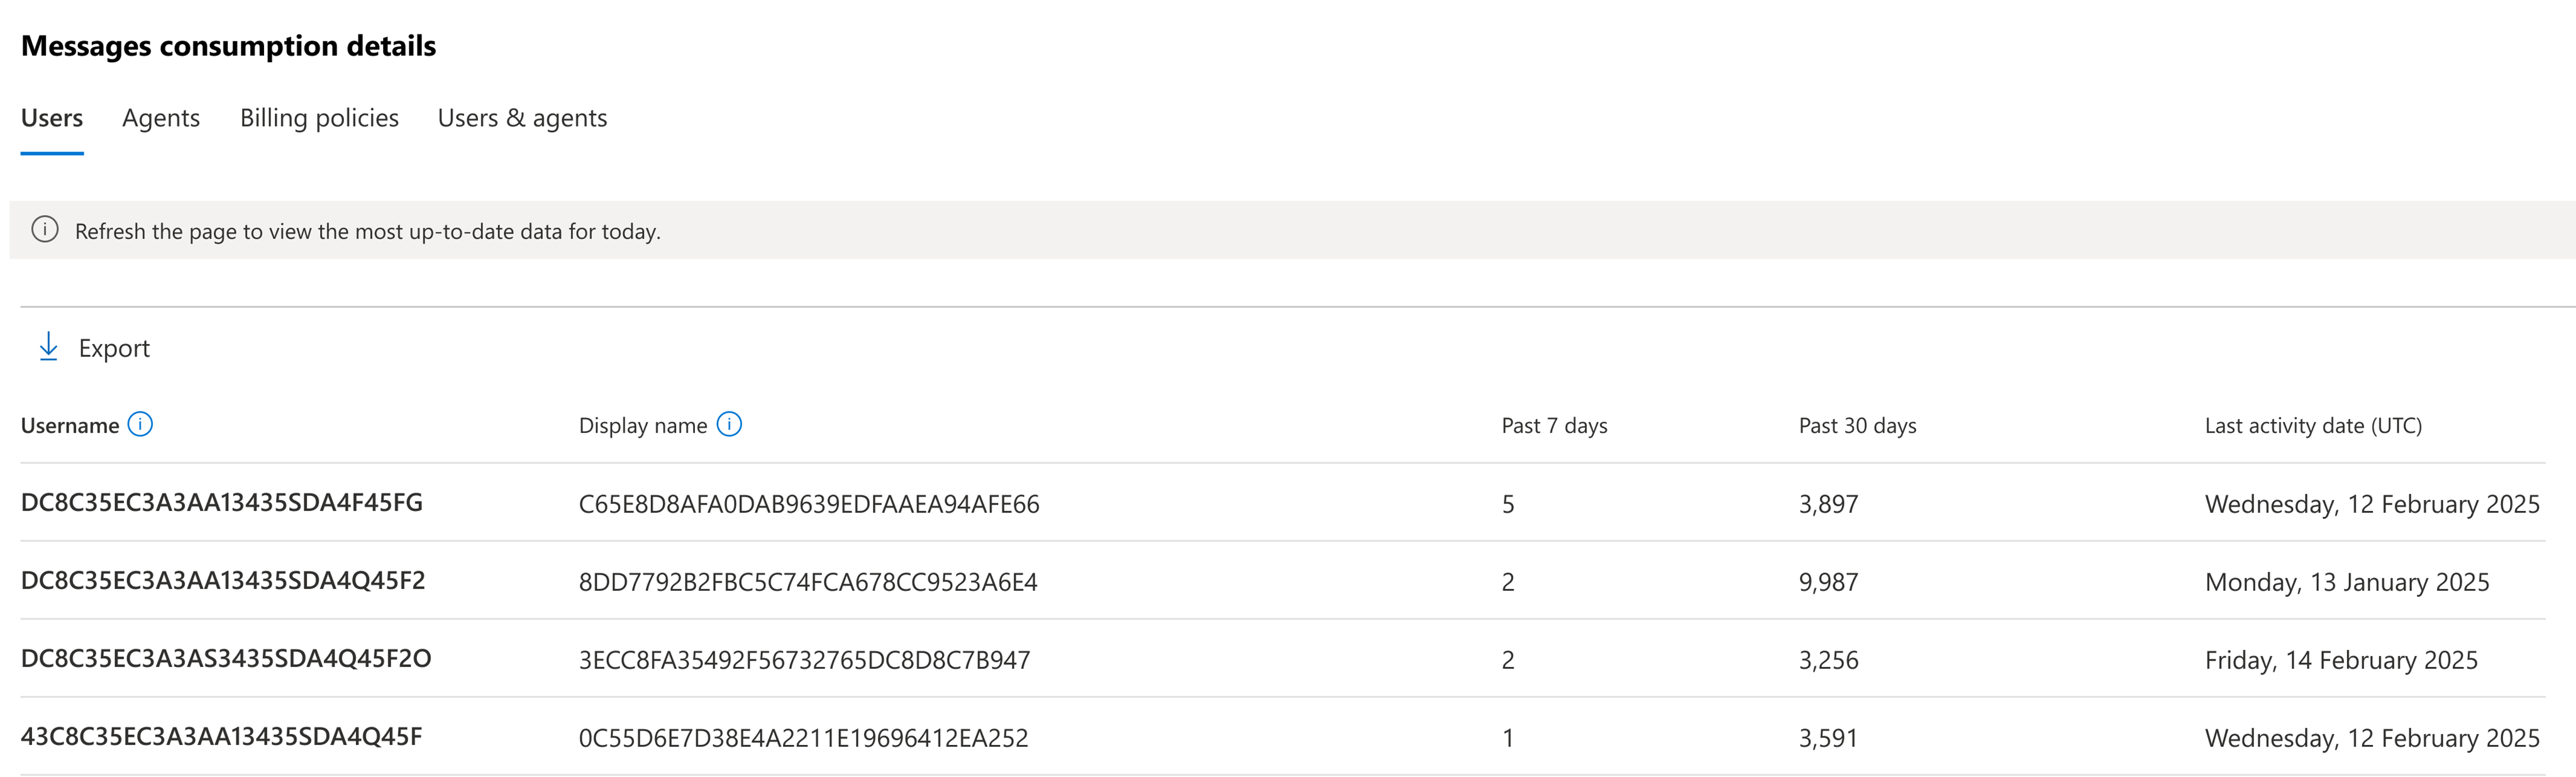 Messages consumption details
Users Agents Billing policies Users & agents
Refresh the page to view the most up-to-date data for today.
Export
Username Display name Past 7 days Past 30 days Last activity date (UTC)
DC8C35EC3A3AA13435SDA4F45FG C65E8D8AFA0DAB9639EDFAAEA94AFE66 5 3,897 Wednesday, 12 February 2025
DC8C35EC3A3AA13435SDA4Q45F2 8DD7792B2FBC5C74FCA678CC9523A6E4 2 9,987 Monday, 13 January 2025
DC8C35EC3A3AS3435SDA4Q45F2O 3ECC8FA35492F56732765DC8D8C7B947 2 3,256 Friday, 14 February 2025
43C8C35EC3A3AA13435SDA4Q45F 0C55D6E7D38E4A2211E19696412EA252 1 3,591 Wednesday, 12 February 2025